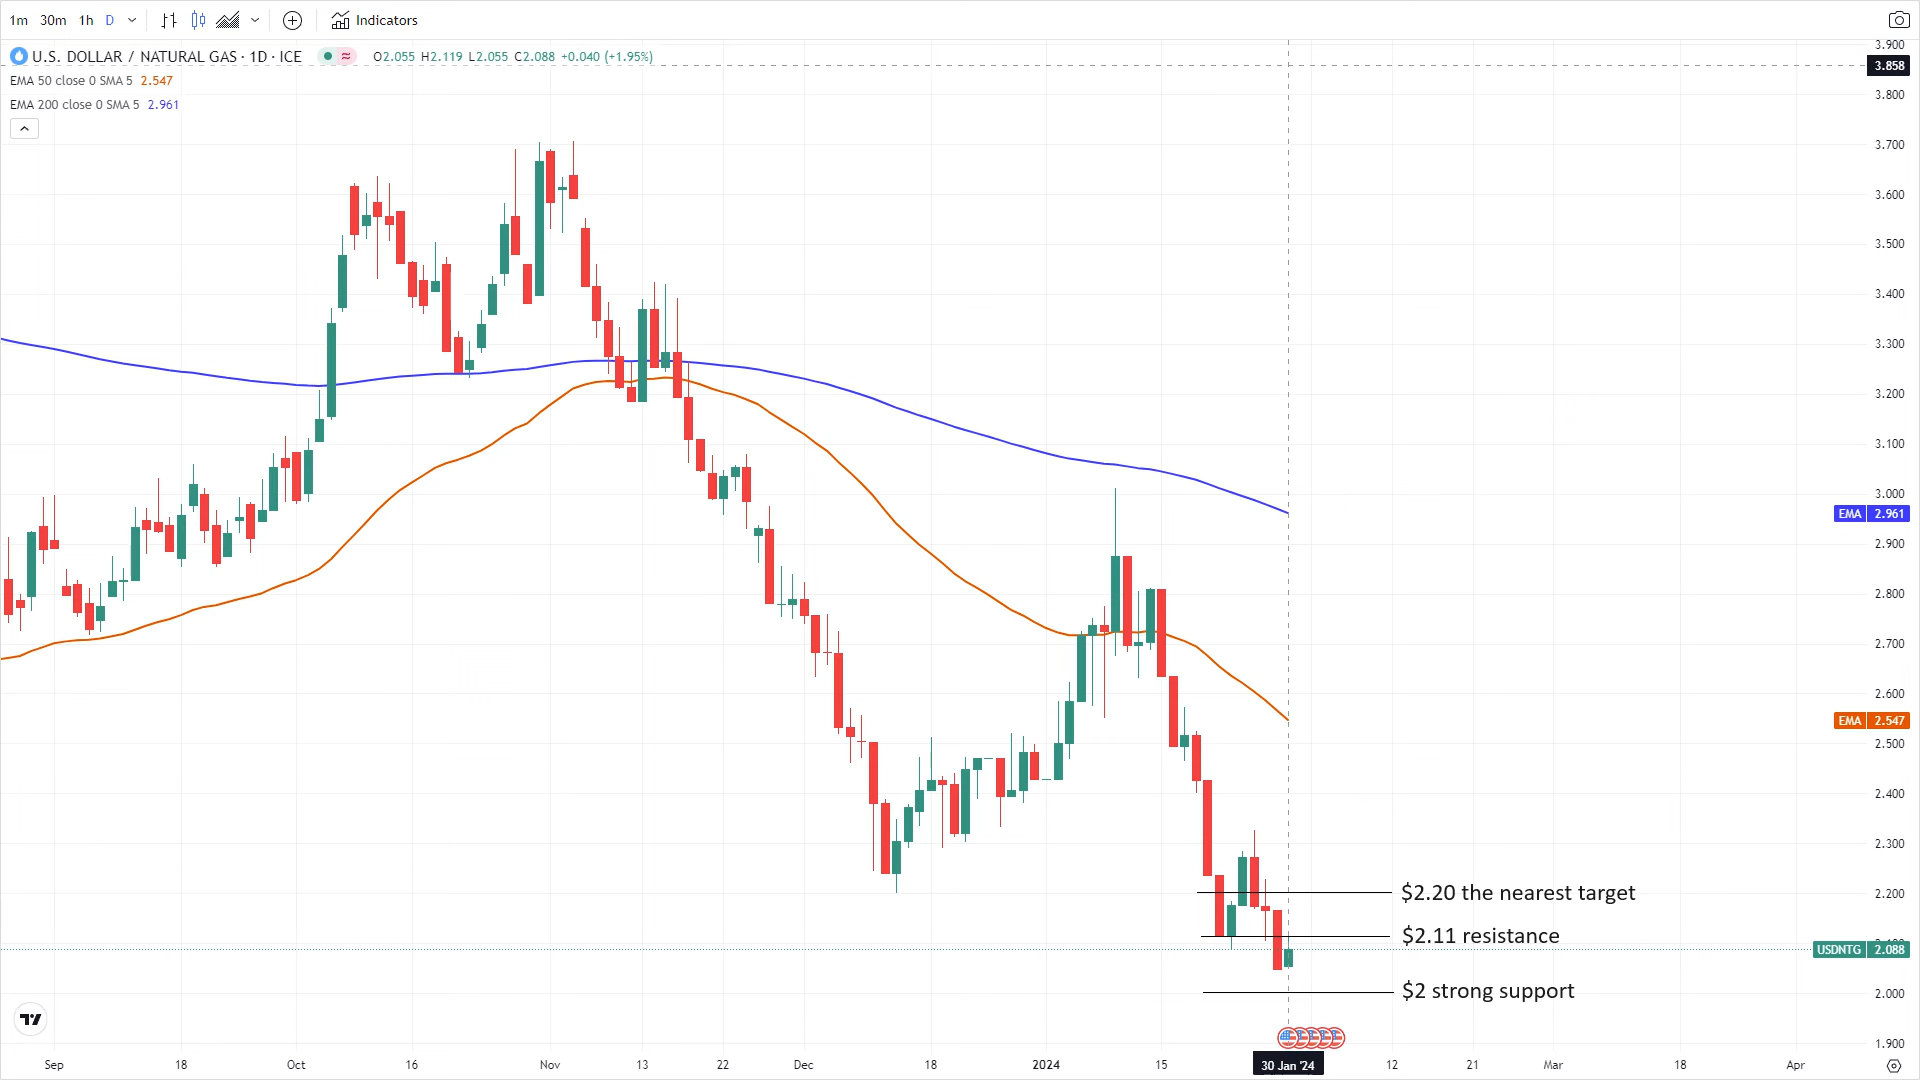 1m 30m 1h D Indicators
U.S. DOLLAR / NATURAL GAS · 1D · ICE O2.055 H2.119 L2.055 C2.088 +0.040 (+1.95%)
EMA 50 close 0 SMA 5 2.547
EMA 200 close 0 SMA 5 2.961
3.900
3.858
3.800
3.700
3.600
3.500
3.400
3.300
3.200
3.100
3.000
EMA 2.961
2.900
2.800
2.700
2.600
EMA 2.547
2.500
2.400
2.300
$2.20 the nearest target
2.200
$2.11 resistance
USDNTG 2.088
$2 strong support
2.000
1.900
Sep 18 Oct 16 Nov 13 22 Dec 18 2024 15 30 Jan '24 12 21 Mar 18 Apr